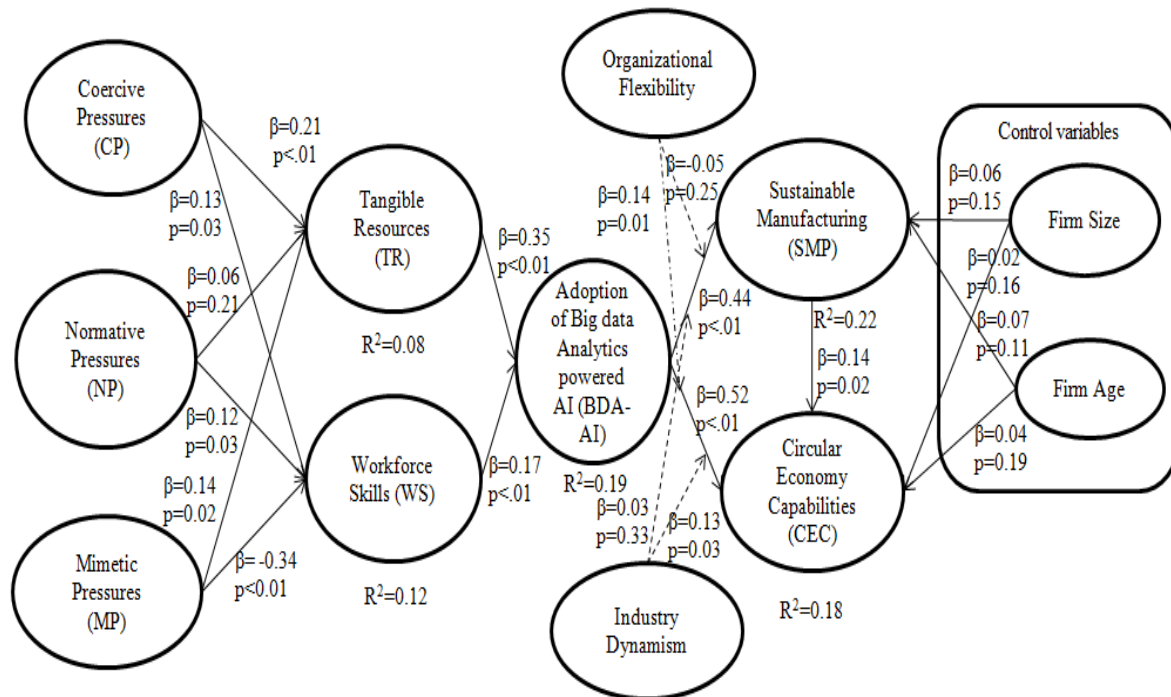 Coercive
Pressures
(CP)
Normative
Pressures
(NP)
Mimetic
Pressures
(MP)
β=0.21
p<.01
β=0.13
p=0.03
β=0.06
p=0.21
β=0.12
p=0.03
β=0.14
p=0.02
β= -0.34
p<0.01
Tangible
Resources
(TR)
R²=0.08
Workforce
Skills (WS)
R²=0.12
β=0.35
p<0.01
β=0.17
p<.01
Adoption
of Big data
Analytics
powered
AI (BDA-
AI)
R²=0.19
Organizational
Flexibility
β=-0.05
p=0.25
β=0.14
p=0.01
β=0.44
p<.01
β=0.52
p<.01
β=0.03
p=0.33
β=0.13
p=0.03
Industry
Dynamism
Sustainable
Manufacturing
(SMP)
R²=0.22
β=0.14
p=0.02
Circular
Economy
Capabilities
(CEC)
R²=0.18
Control variables
β=0.06
p=0.15
Firm Size
β=0.02
p=0.16
β=0.07
p=0.11
Firm Age
β=0.04
p=0.19